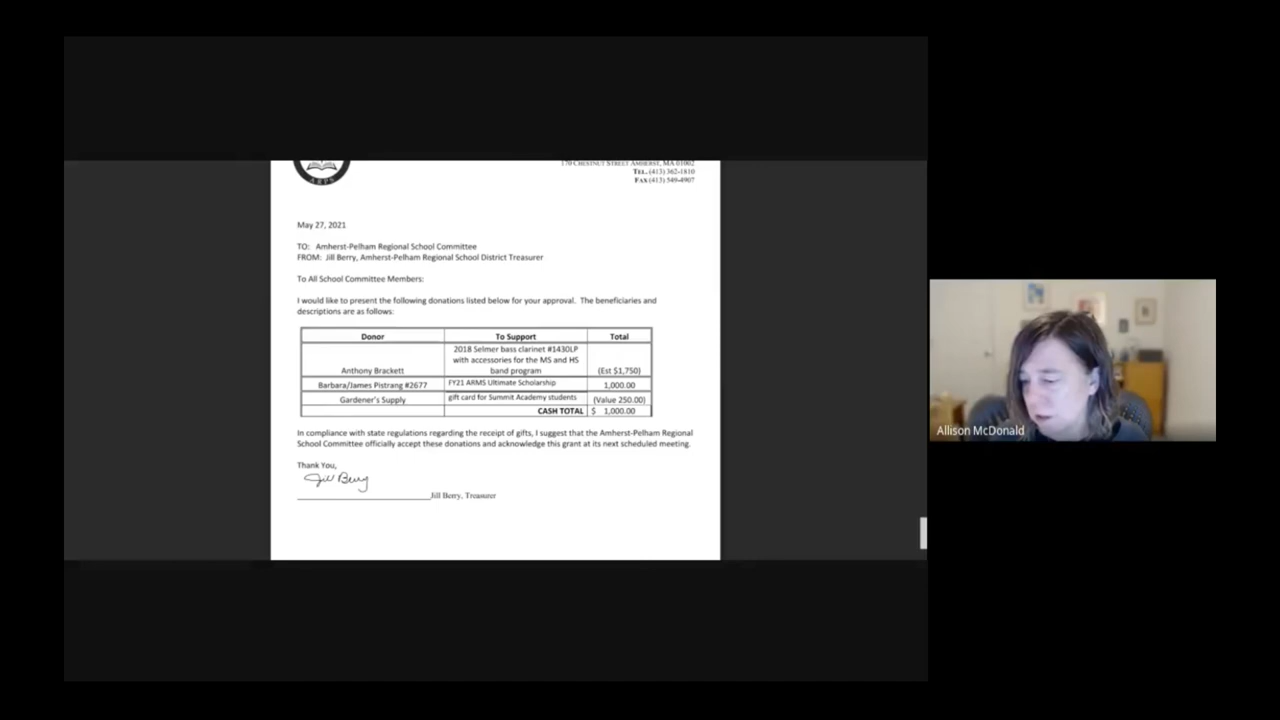 170 CHESTNUT STREET AMHERST, MA 01002
TEL. (413) 362-1810
FAX (413) 549-4907
ARPS
May 27, 2021
TO: Amherst-Pelham Regional School Committee
FROM: Jill Berry, Amherst-Pelham Regional School District Treasurer
To All School Committee Members:
I would like to present the following donations listed below for your approval. The beneficiaries and
descriptions are as follows:
Donor To Support Total
2018 Selmer bass clarinet #1430LP
with accessories for the MS and HS
Anthony Brackett band program (Est $1,750)
Barbara/James Pistrang #2677 FY21 ARMS Ultimate Scholarship 1,000.00
Gardener's Supply gift card for Summit Academy students (Value 250.00)
CASH TOTAL $ 1,000.00
In compliance with state regulations regarding the receipt of gifts, I suggest that the Amherst-Pelham Regional
School Committee officially accept these donations and acknowledge this grant at its next scheduled meeting.
Thank You,
Jill Berry
Jill Berry, Treasurer
Allison McDonald